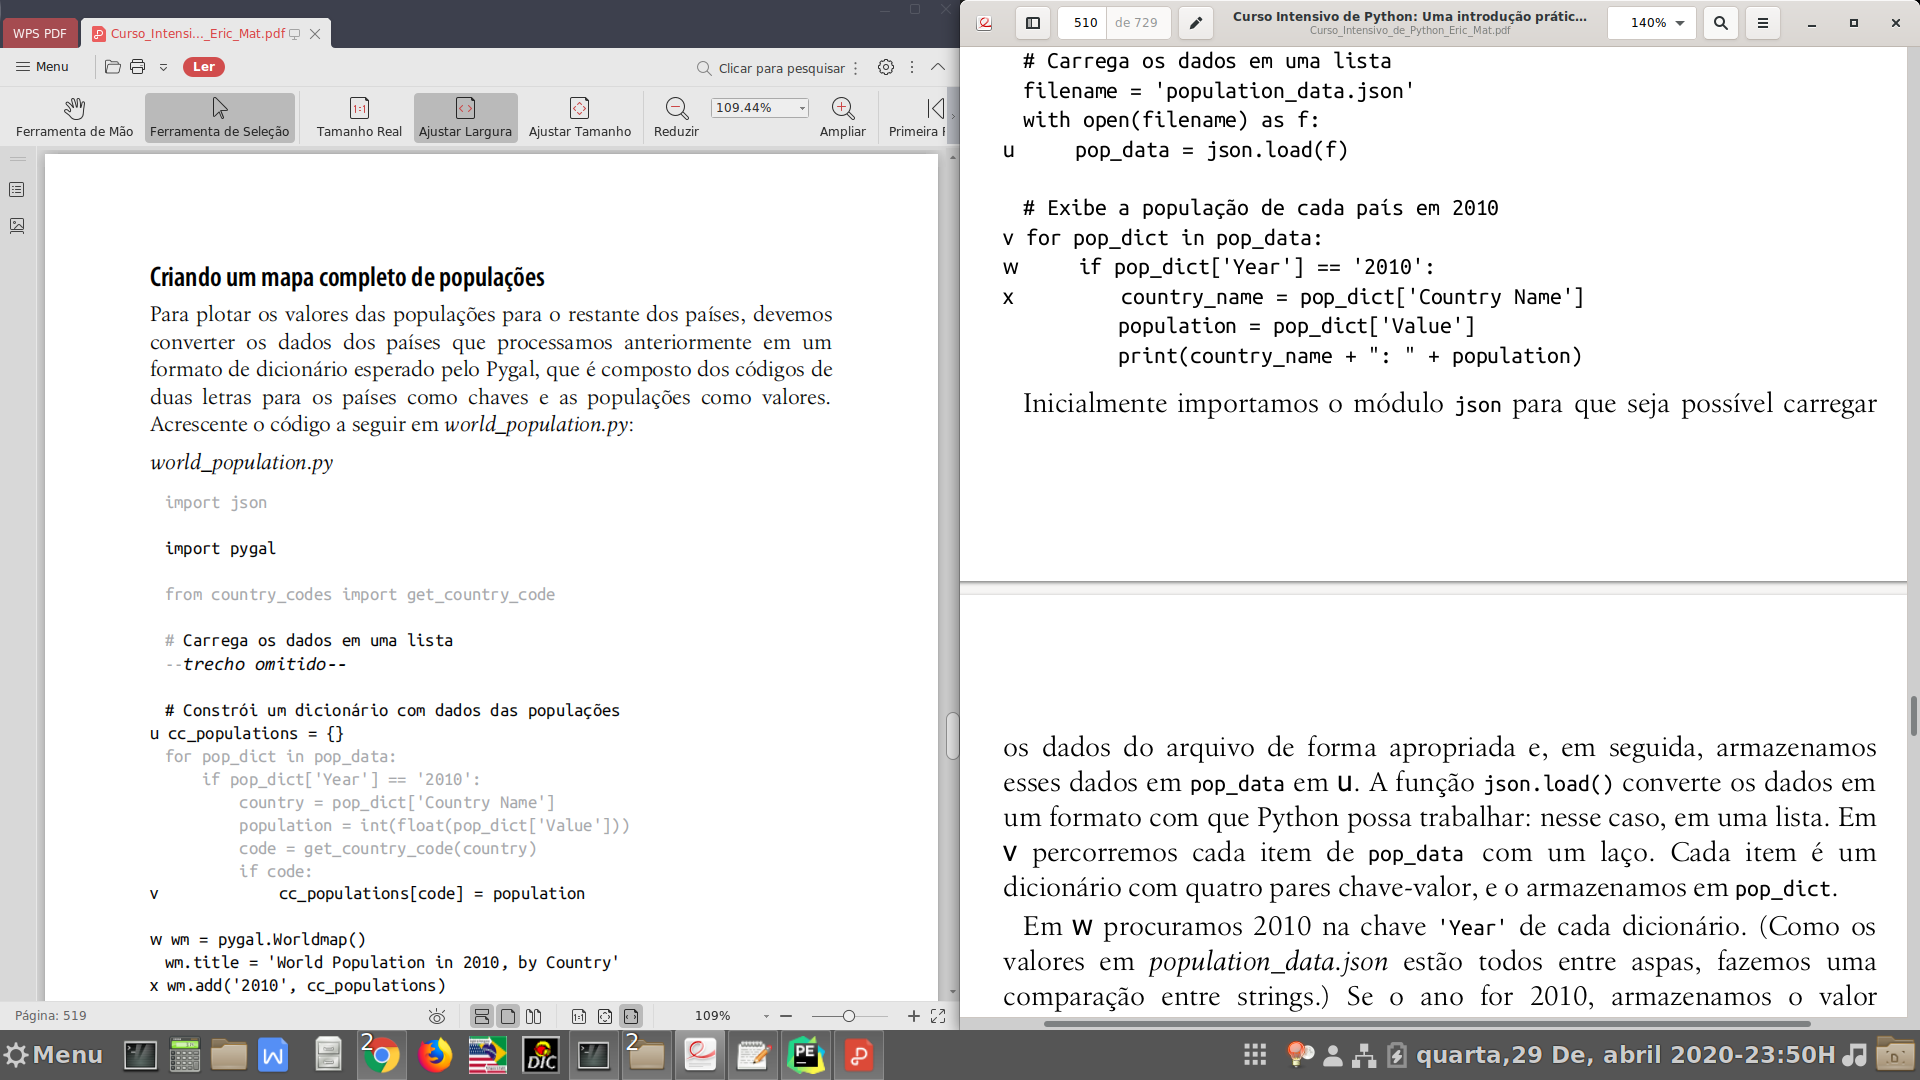 WPS PDF
Curso_Intensi..._Eric_Mat.pdf
Menu
Ler
Clicar para pesquisar
Ferramenta de Mão
Ferramenta de Seleção
Tamanho Real
Ajustar Largura
Ajustar Tamanho
Reduzir
109.44%
Ampliar
Primeira F
Criando um mapa completo de populações
Para plotar os valores das populações para o restante dos países, devemos
converter os dados dos países que processamos anteriormente em um
formato de dicionário esperado pelo Pygal, que é composto dos códigos de
duas letras para os países como chaves e as populações como valores.
Acrescente o código a seguir em world_population.py:
world_population.py
import json
import pygal
from country_codes import get_country_code
# Carrega os dados em uma lista
--trecho omitido--
# Constrói um dicionário com dados das populações
u cc_populations = {}
for pop_dict in pop_data:
if pop_dict['Year'] == '2010':
country = pop_dict['Country Name']
population = int(float(pop_dict['Value']))
code = get_country_code(country)
if code:
v cc_populations[code] = population
w wm = pygal.Worldmap()
wm.title = 'World Population in 2010, by Country'
x wm.add('2010', cc_populations)
Página: 519
109%
510 de 729
Curso Intensivo de Python: Uma introdução prátic...
Curso_Intensivo_de_Python_Eric_Mat.pdf
140%
# Carrega os dados em uma lista
filename = 'population_data.json'
with open(filename) as f:
u pop_data = json.load(f)
# Exibe a população de cada país em 2010
v for pop_dict in pop_data:
w if pop_dict['Year'] == '2010':
x country_name = pop_dict['Country Name']
population = pop_dict['Value']
print(country_name + ": " + population)
Inicialmente importamos o módulo json para que seja possível carregar
os dados do arquivo de forma apropriada e, em seguida, armazenamos
esses dados em pop_data em u. A função json.load() converte os dados em
um formato com que Python possa trabalhar: nesse caso, em uma lista. Em
v percorremos cada item de pop_data com um laço. Cada item é um
dicionário com quatro pares chave-valor, e o armazenamos em pop_dict.
Em w procuramos 2010 na chave 'Year' de cada dicionário. (Como os
valores em population_data.json estão todos entre aspas, fazemos uma
comparação entre strings.) Se o ano for 2010, armazenamos o valor
Menu
2
DIC
2
PE
quarta,29 De, abril 2020-23:50H